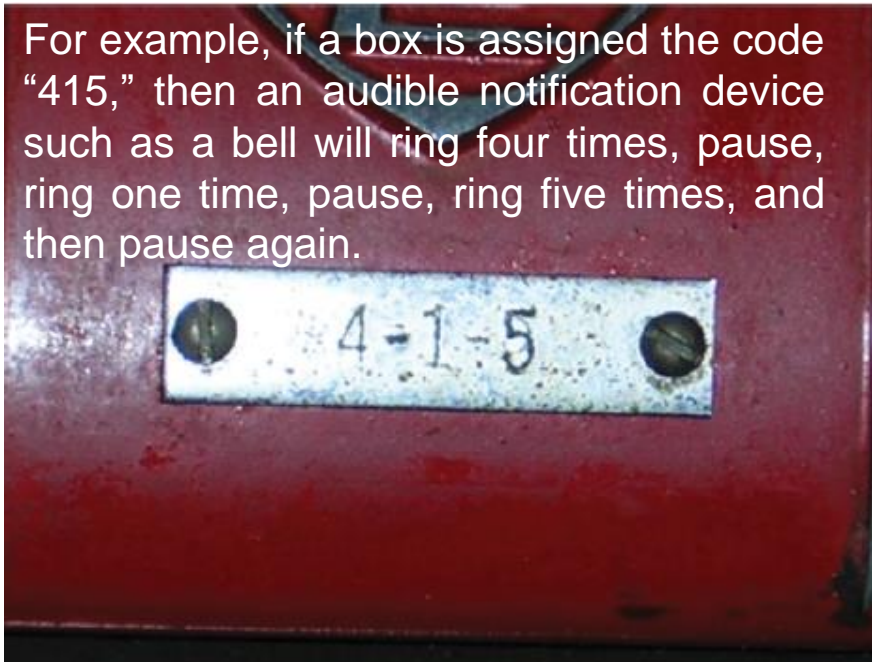 For example, if a box is assigned the code
“415,” then an audible notification device
such as a bell will ring four times, pause,
ring one time, pause, ring five times, and
then pause again.
4-1-5